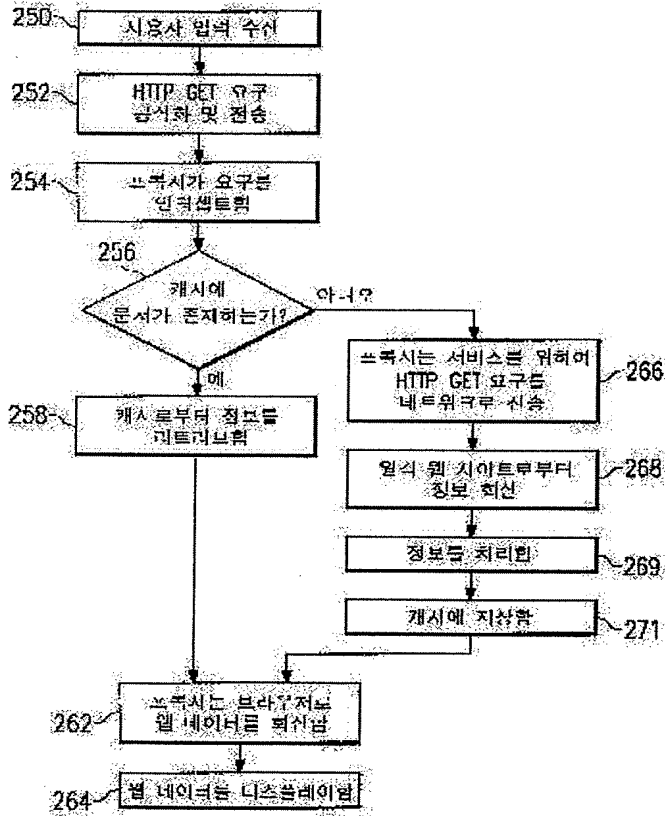 250
사용자 입력 수신
252
HTTP GET 요구
공식화 및 전송
254
프록시가 요구를
인터셉트함
256
캐시에
문서가 존재하는가?
아니오
예
258
캐시로부터 정보를
리트리브함
프록시는 서비스를 위하여
HTTP GET 요구를
네트워크로 전송
266
원식 웹 사이트로부터
정보 회신
268
정보를 처리함
269
캐시에 저장함
271
262
프록시는 브라우저로
웹 데이터를 회신함
264
웹 데이터를 디스플레이함